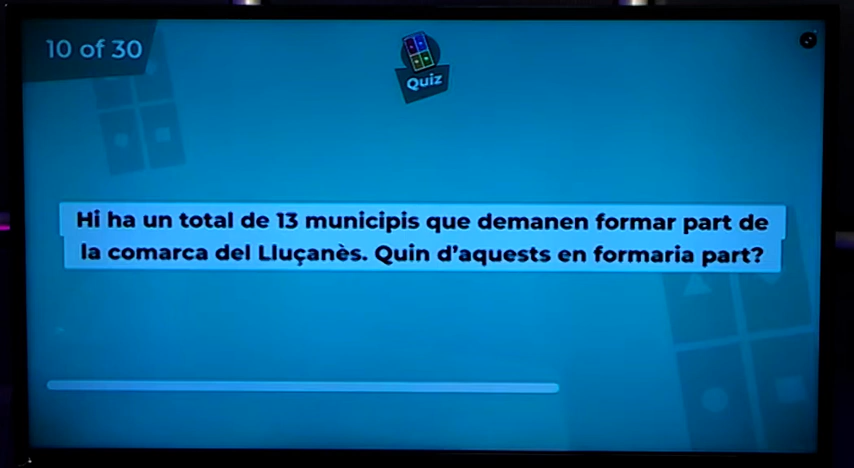 10 of 30
Quiz
Hi ha un total de 13 municipis que demanen formar part de
la comarca del Lluçanès. Quin d'aquests en formaria part?